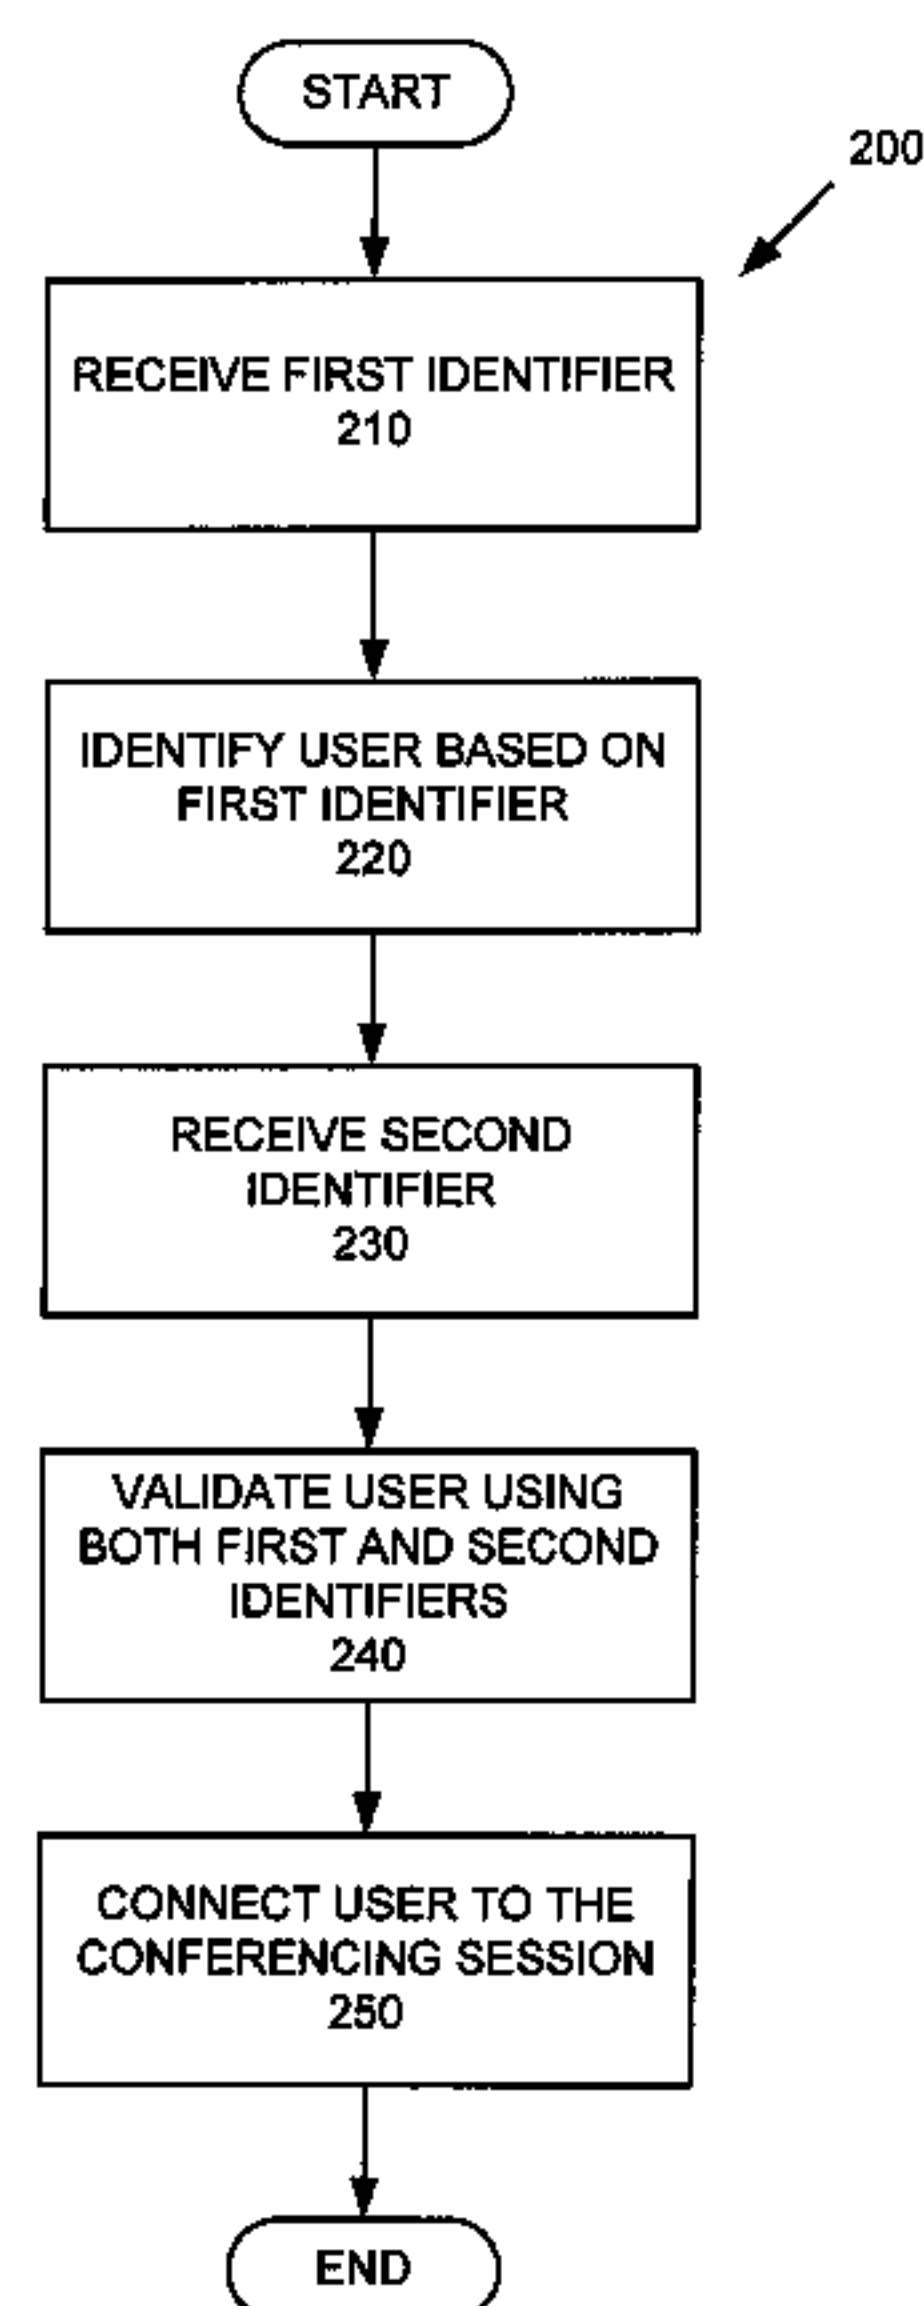 START
200
RECEIVE FIRST IDENTIFIER
210
IDENTIFY USER BASED ON
FIRST IDENTIFIER
220
RECEIVE SECOND
IDENTIFIER
230
VALIDATE USER USING
BOTH FIRST AND SECOND
IDENTIFIERS
240
CONNECT USER TO THE
CONFERENCING SESSION
250
END